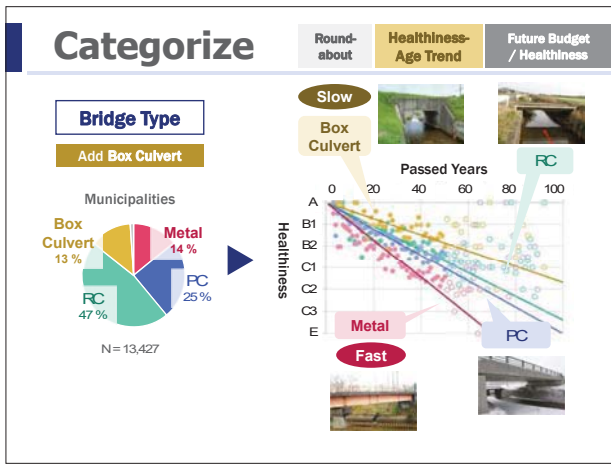 Categorize
Round-
about
Healthiness-
Age Trend
Future Budget
/ Healthiness
Bridge Type
Add Box Culvert
Municipalities
Box
Culvert
13 %
Metal
14 %
PC
25 %
RC
47 %
N = 13,427
Slow
Box
Culvert
RC
Passed Years
0 20 40 60 80 100
Healthiness
A
B1
B2
C1
C2
C3
E
Metal
Fast
PC